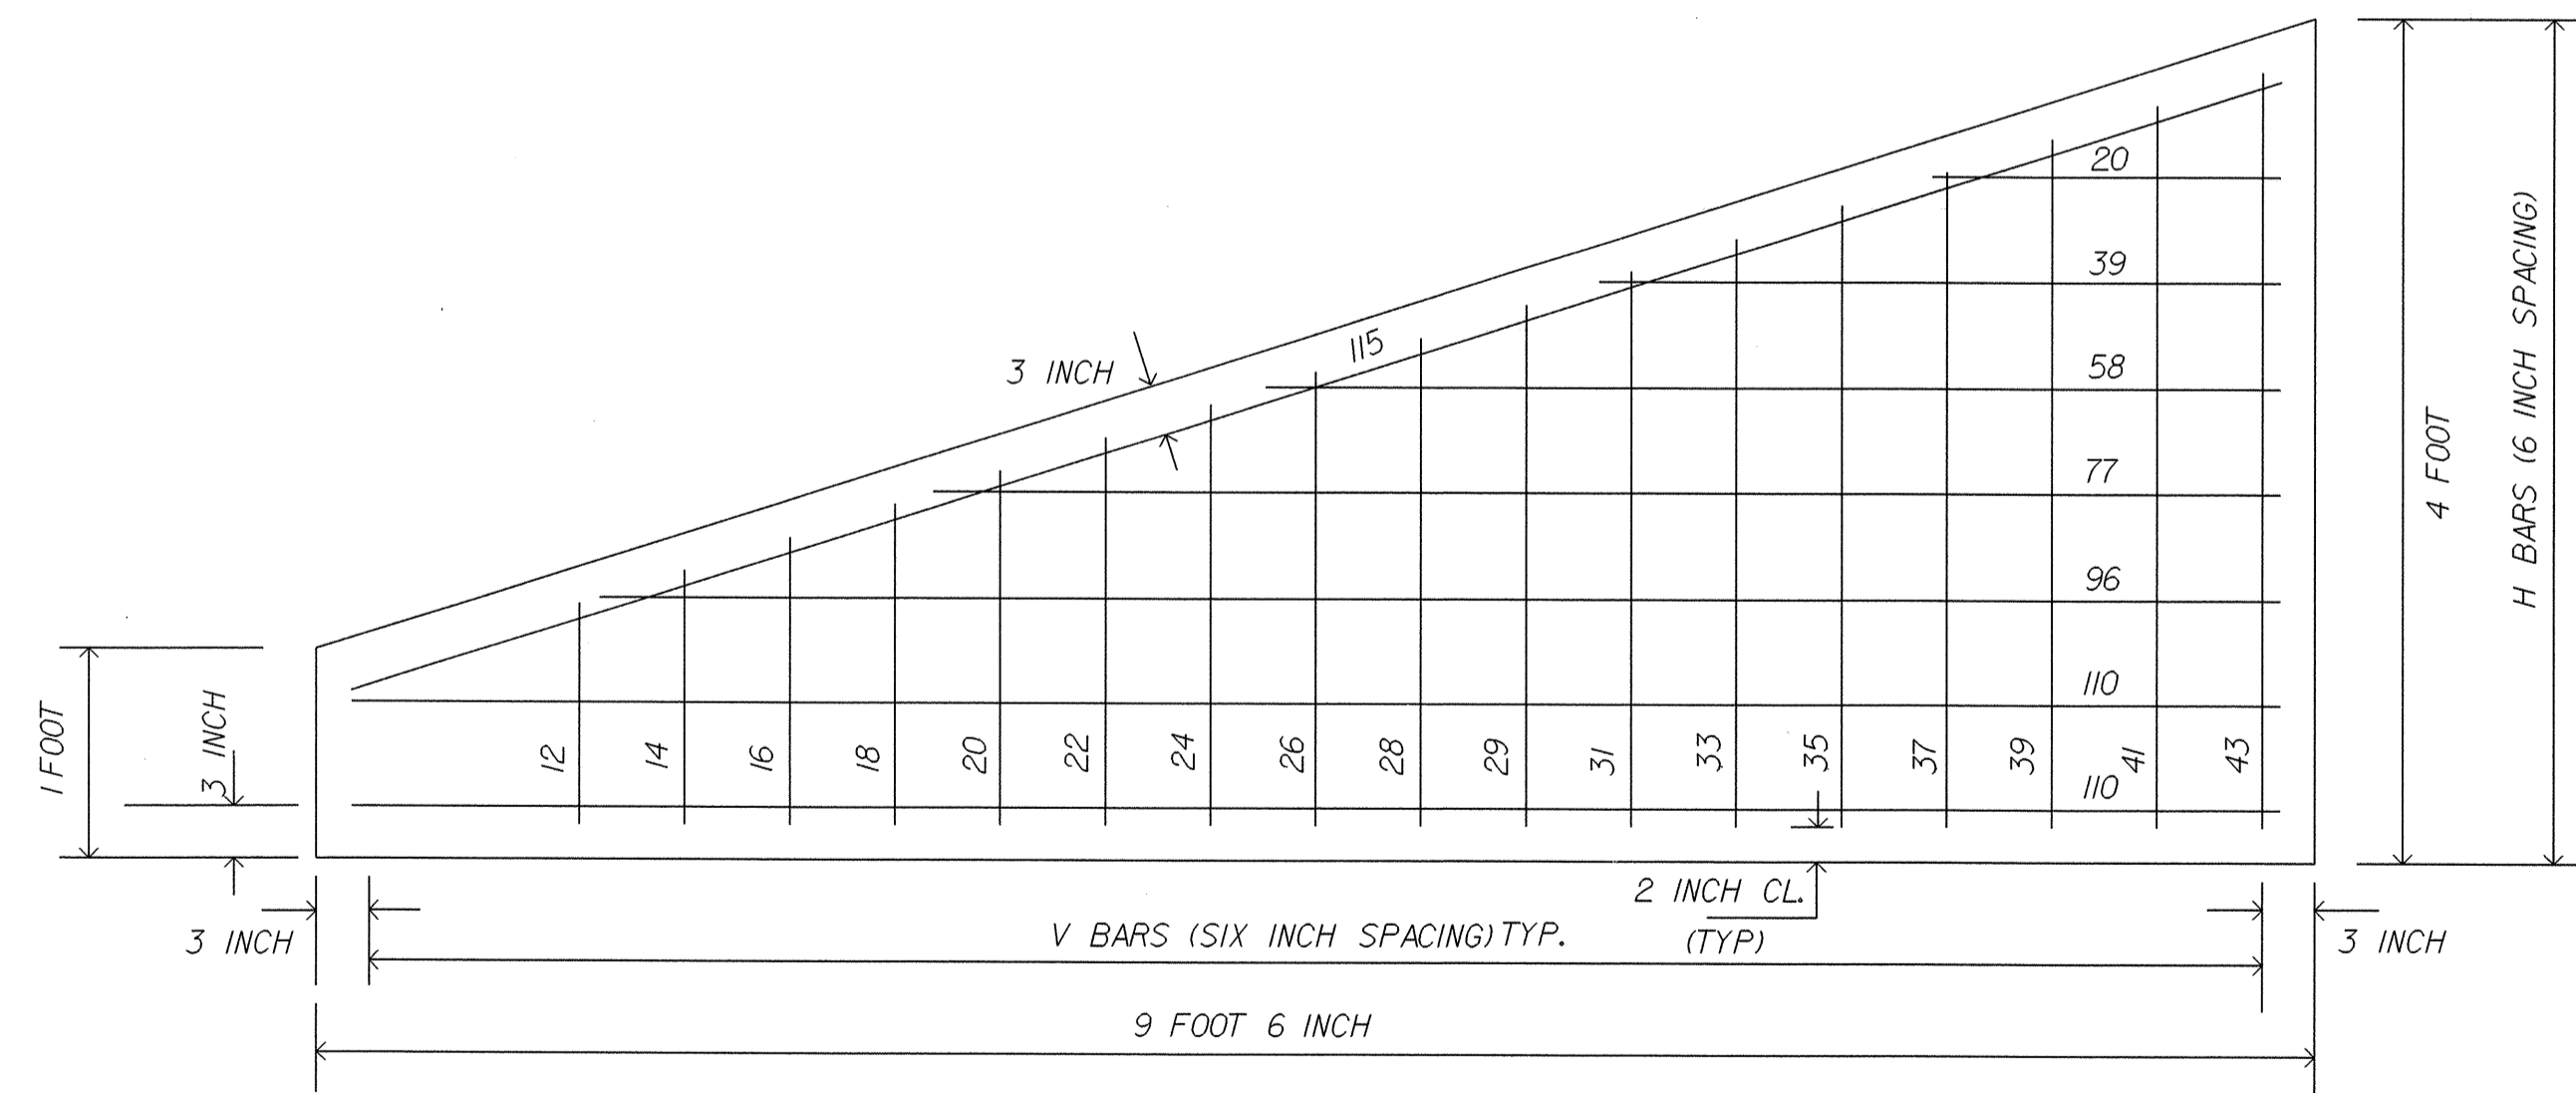 20
39
3 INCH
115
58
77
96
110
12
14
16
18
20
22
24
26
28
29
31
33
35
37
39
41
43
110
1 FOOT
3 INCH
4 FOOT
H BARS (6 INCH SPACING)
2 INCH CL.
(TYP)
3 INCH
V BARS (SIX INCH SPACING) TYP.
3 INCH
9 FOOT 6 INCH